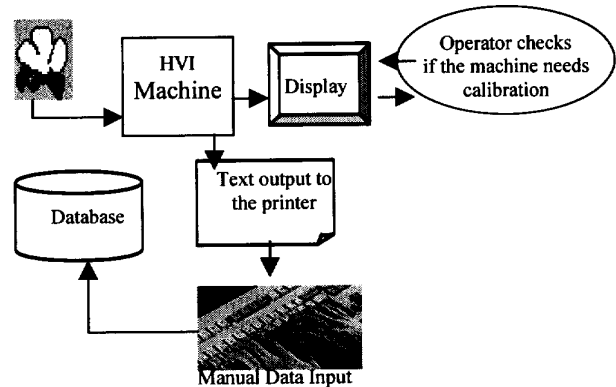 HVI
Machine
Display
Operator checks
if the machine needs
calibration
Text output to
the printer
Database
Manual Data Input